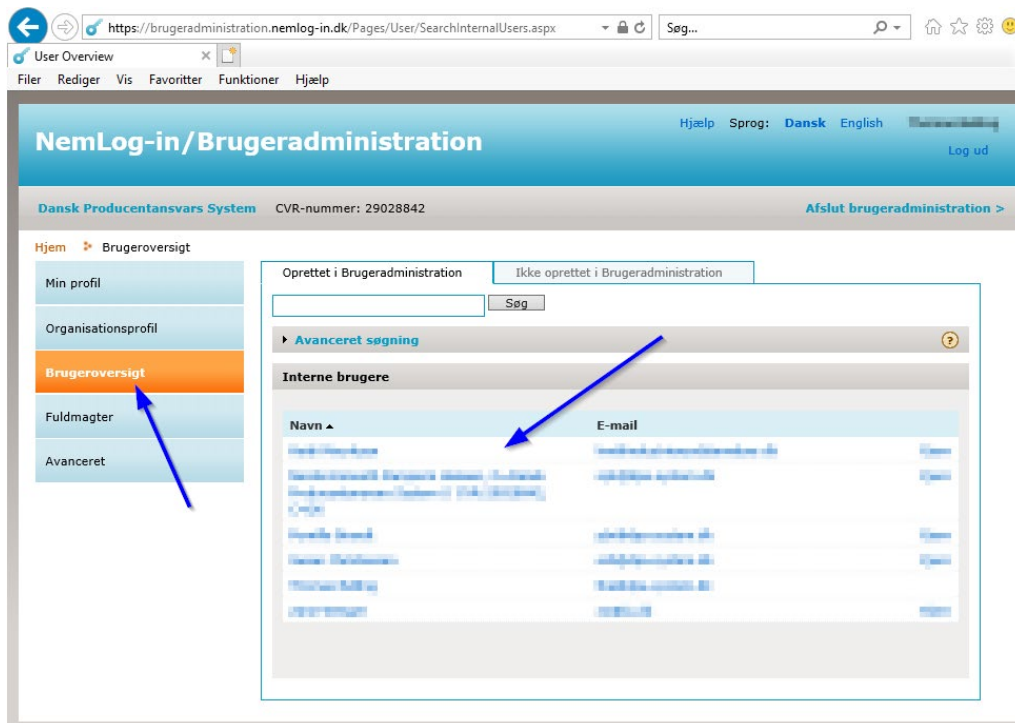 https://brugeradministration.nemlog-in.dk/Pages/User/SearchInternalUsers.aspx
Søg...
User Overview
Filer Rediger Vis Favoritter Funktioner Hjælp
NemLog-in/Brugeradministration
Hjælp Sprog: Dansk English
Log ud
Dansk Producentansvars System CVR-nummer: 29028842
Afslut brugeradministration >
Hjem Brugeroversigt
Min profil
Organisationsprofil
Brugeroversigt
Fuldmagter
Avanceret
Oprettet i Brugeradministration Ikke oprettet i Brugeradministration
Søg
Avanceret søgning ?
Interne brugere
Navn E-mail